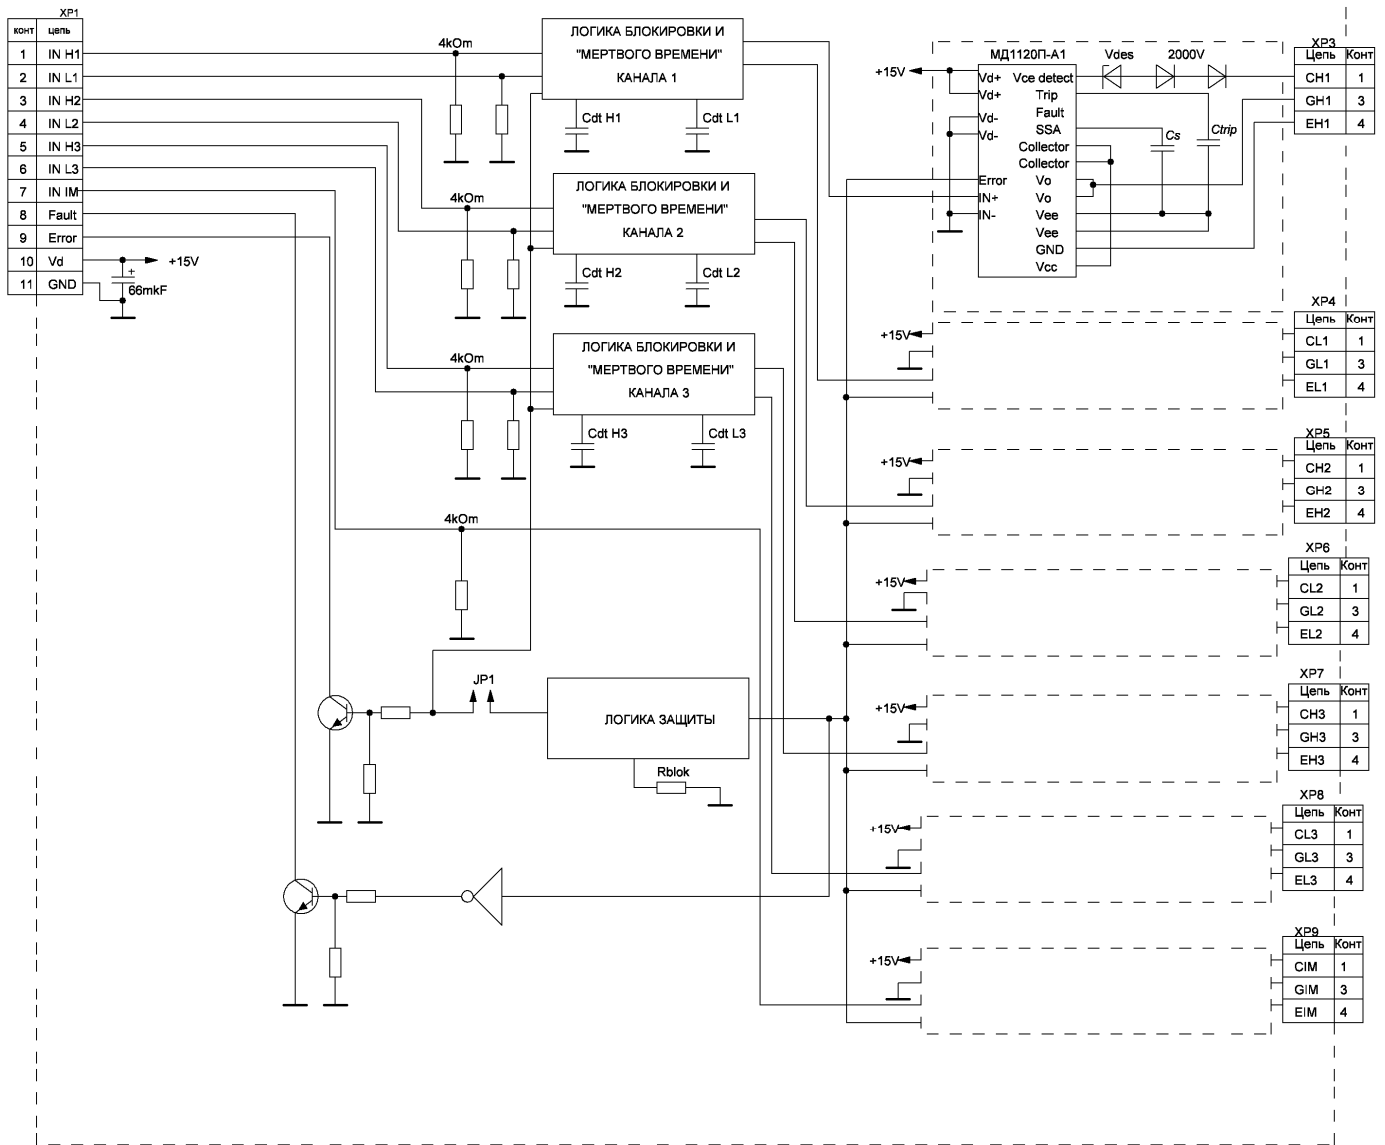 XP1
конт цепь
1 IN H1
2 IN L1
3 IN H2
4 IN L2
5 IN H3
6 IN L3
7 IN IM
8 Fault
9 Error
10 Vd
11 GND
+15V
+
66mkF
4kOm
ЛОГИКА БЛОКИРОВКИ И
"МЕРТВОГО ВРЕМЕНИ"
КАНАЛА 1
Cdt H1
Cdt L1
4kOm
ЛОГИКА БЛОКИРОВКИ И
"МЕРТВОГО ВРЕМЕНИ"
КАНАЛА 2
Cdt H2
Cdt L2
4kOm
ЛОГИКА БЛОКИРОВКИ И
"МЕРТВОГО ВРЕМЕНИ"
КАНАЛА 3
Cdt H3
Cdt L3
4kOm
JP1
ЛОГИКА ЗАЩИТЫ
Rblok
+15V
МД1120П-А1
Vd+
Vd+
Vd-
Vd-
Error
IN+
IN-
Vce detect
Trip
Fault
SSA
Collector
Collector
Vo
Vo
Vee
Vee
GND
Vcc
Vdes
2000V
Cs
Ctrip
XP3
Цепь Конт
CH1 1
GH1 3
EH1 4
+15V
XP4
Цепь Конт
CL1 1
GL1 3
EL1 4
+15V
XP5
Цепь Конт
CH2 1
GH2 3
EH2 4
+15V
XP6
Цепь Конт
CL2 1
GL2 3
EL2 4
+15V
XP7
Цепь Конт
CH3 1
GH3 3
EH3 4
+15V
XP8
Цепь Конт
CL3 1
GL3 3
EL3 4
+15V
XP9
Цепь Конт
CIM 1
GIM 3
EIM 4